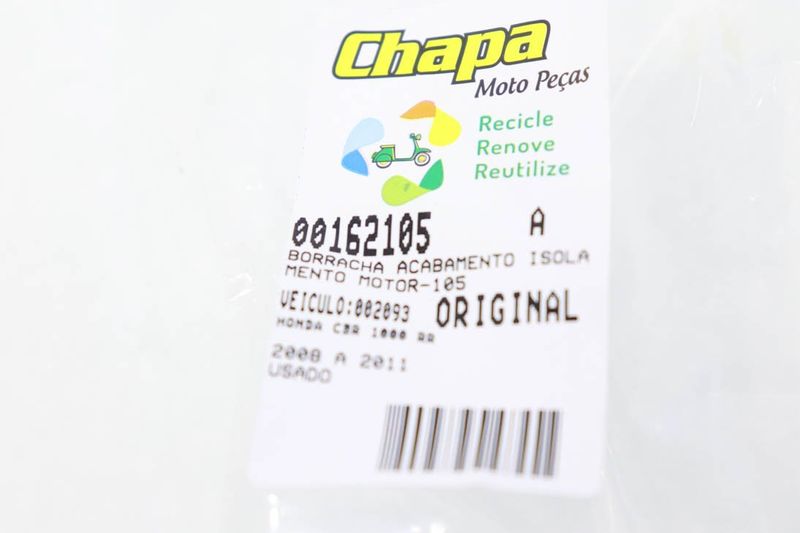 Chapa
Moto Peças
Recicle
Renove
Reutilize
00162105 A
BORRACHA ACABAMENTO ISOLA
MENTO MOTOR-105
VEICULO:002093 ORIGINAL
HONDA CBR 1000 RR
2008 A 2011
USADO